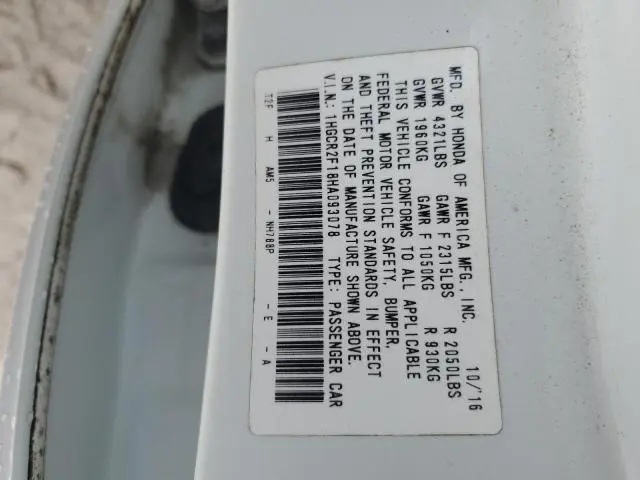 MFD. BY HONDA OF AMERICA MFG., INC. 10/'16
GVWR 4321LBS GAWR F 2315LBS R 2050LBS
GVWR 1960KG GAWR F 1050KG R 930KG
THIS VEHICLE CONFORMS TO ALL APPLICABLE
FEDERAL MOTOR VEHICLE SAFETY, BUMPER,
AND THEFT PREVENTION STANDARDS IN EFFECT
ON THE DATE OF MANUFACTURE SHOWN ABOVE.
V.I.N.: 1HGCR2F18HA093078 TYPE: PASSENGER CAR
T2F H AM5 - NH788P - E - A